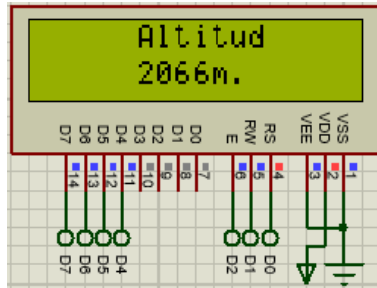 Altitud
2066m.
D7 D6 D5 D4 D3 D2 D1 D0 E RW RS VEE VDD VSS
14 13 12 11 10 9 8 7 6 5 4 3 2 1
D7 D6 D5 D4 D2 D1 D0